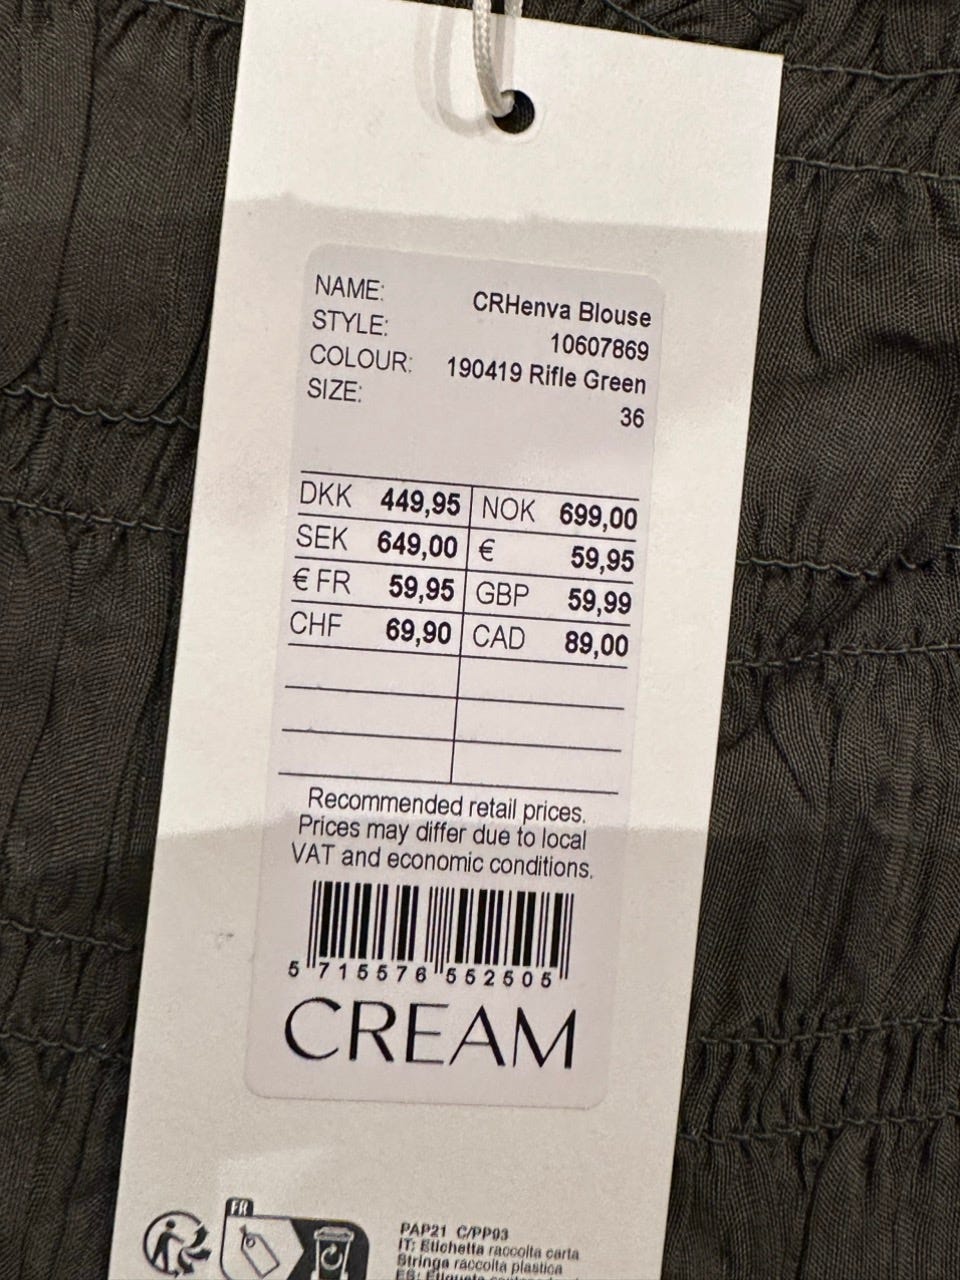 NAME: CRHenva Blouse
STYLE: 10607869
COLOUR: 190419 Rifle Green
SIZE: 36
DKK 449,95 NOK 699,00
SEK 649,00 € 59,95
€ FR 59,95 GBP 59,99
CHF 69,90 CAD 89,00
Recommended retail prices.
Prices may differ due to local
VAT and economic conditions.
5 715576 552505
CREAM
FR
PAP21 C/PP03
IT: Etichetta raccolta carta
Stringa raccolta plastica
ES: Etiqueta